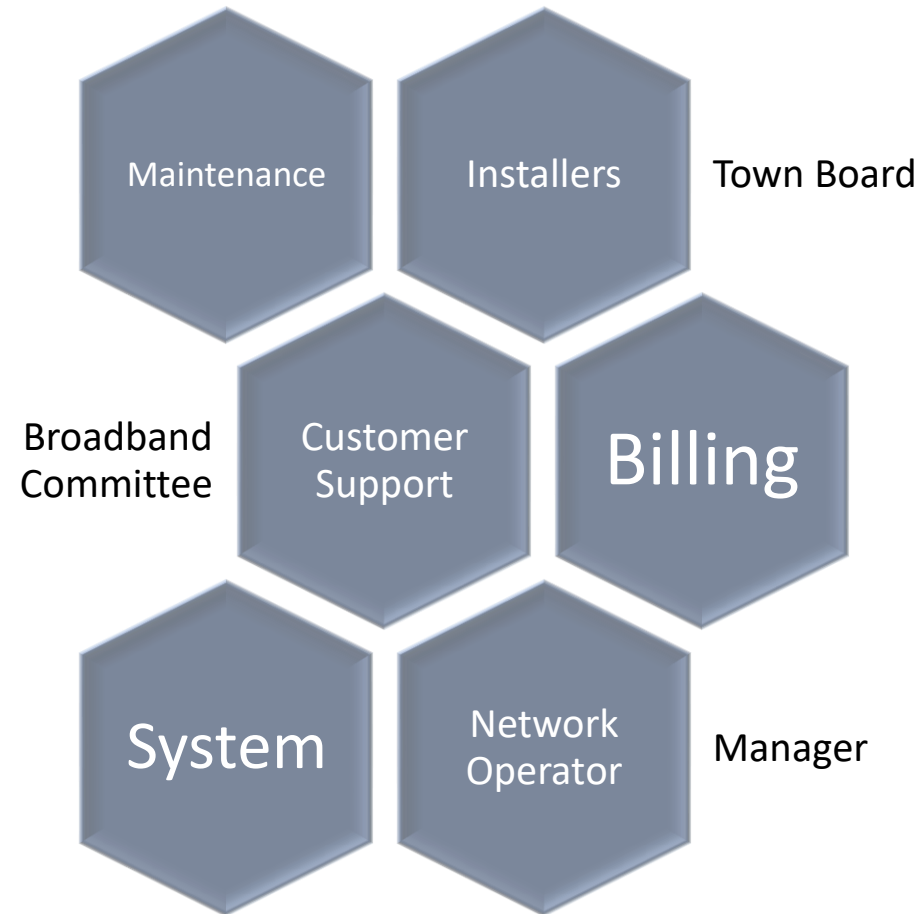 Maintenance
Installers
Town Board
Broadband
Committee
Customer
Support
Billing
System
Network
Operator
Manager